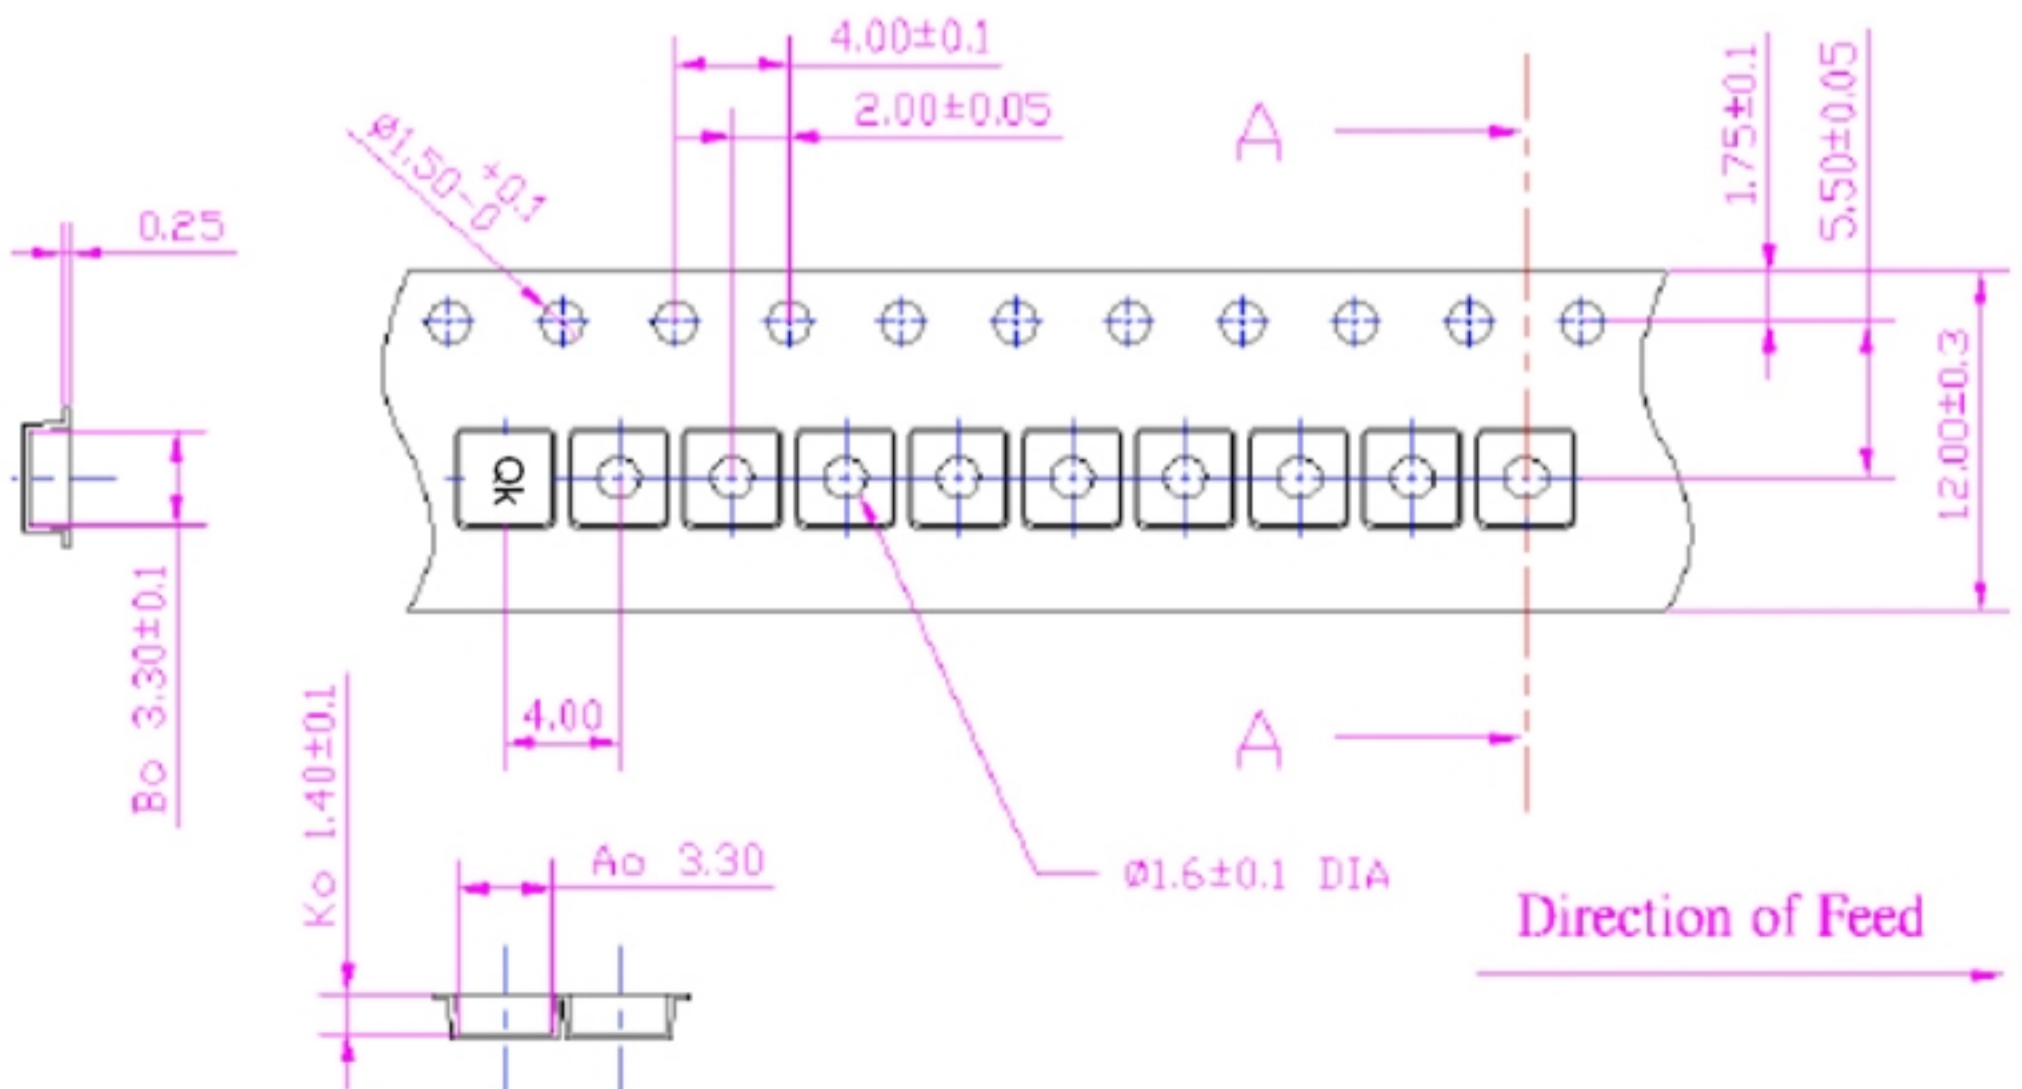 4.00±0.1
2.00±0.05
Ø1.50 +0.1
-0
A
1.75±0.1
5.50±0.05
0.25
12.00±0.3
Qk
Bo 3.30±0.1
4.00
A
Ko 1.40±0.1
Ao 3.30
Ø1.6±0.1 DIA
Direction of Feed